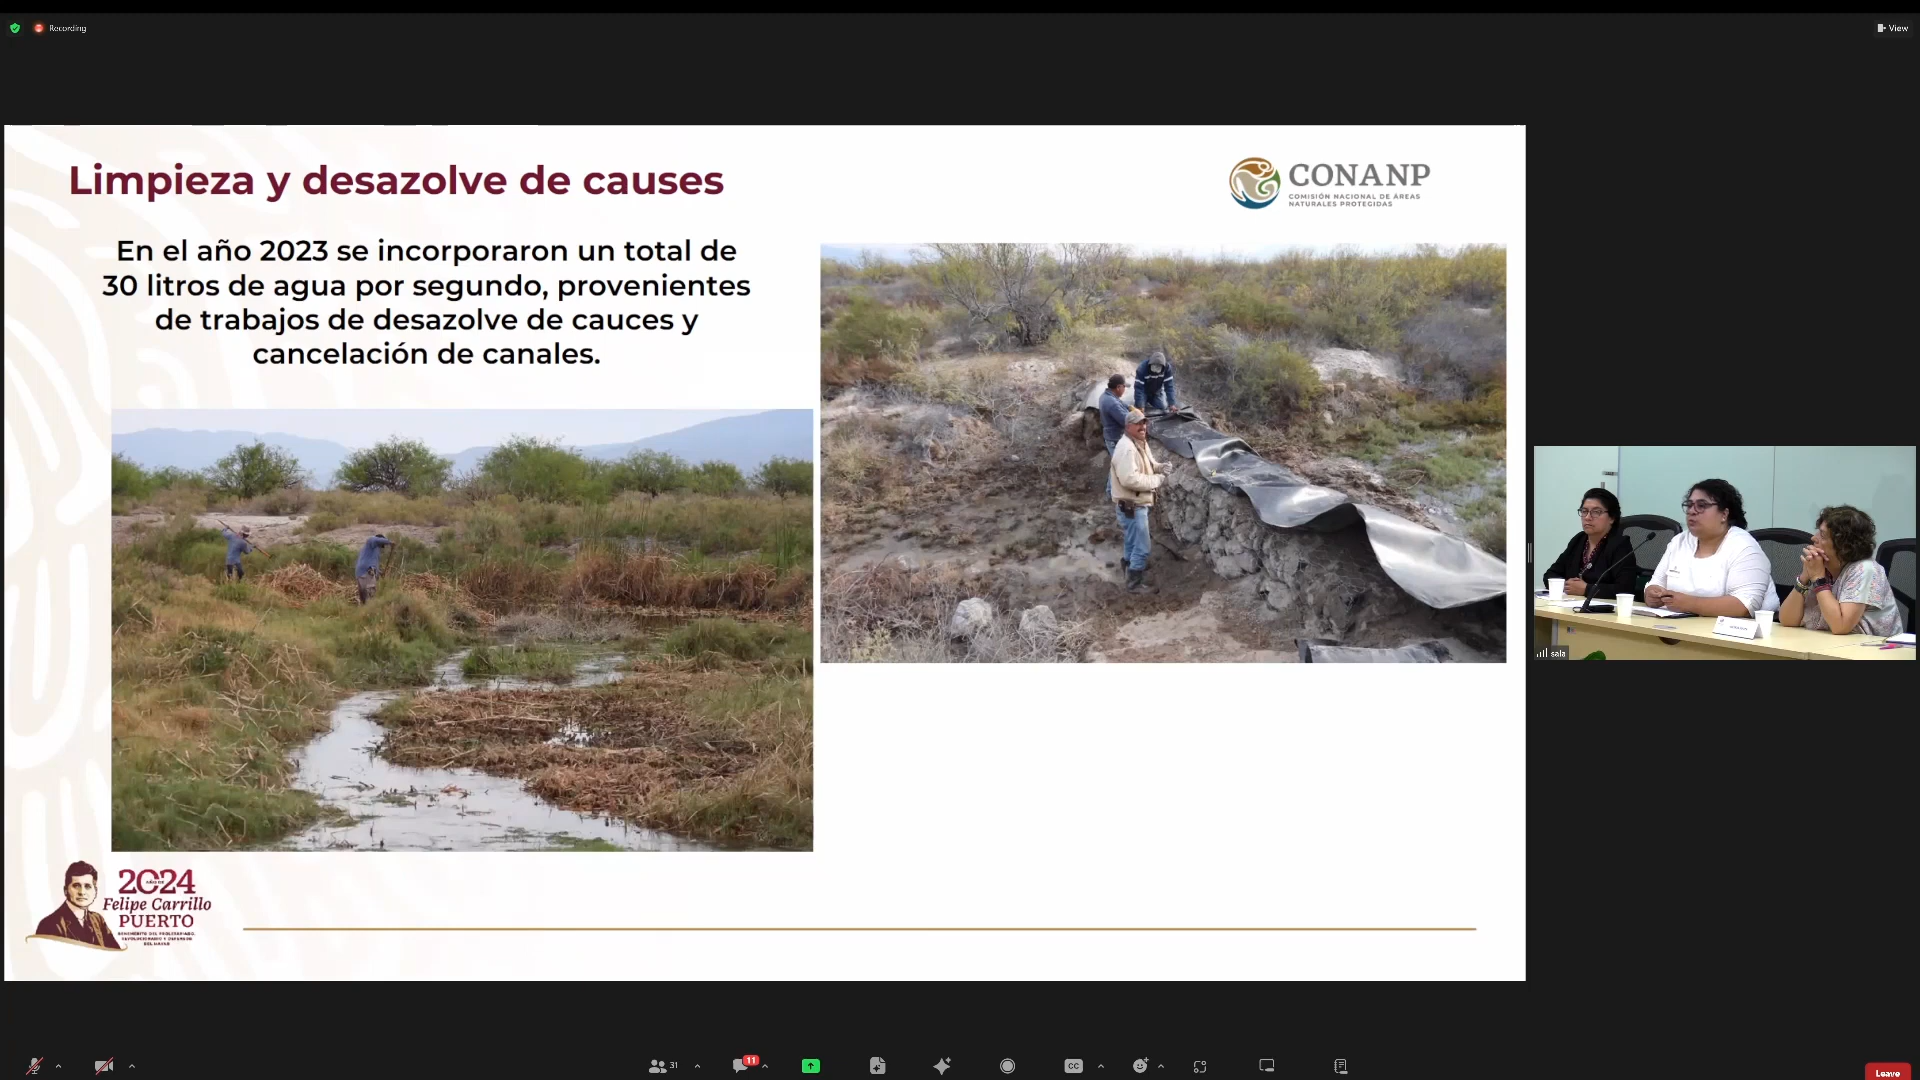 Recording
View
Limpieza y desazolve de causes
CONANP
COMISIÓN NACIONAL DE ÁREAS
NATURALES PROTEGIDAS
En el año 2023 se incorporaron un total de
30 litros de agua por segundo, provenientes
de trabajos de desazolve de cauces y
cancelación de canales.
sala
2024
Felipe Carrillo
PUERTO
31
11
CC
Leave